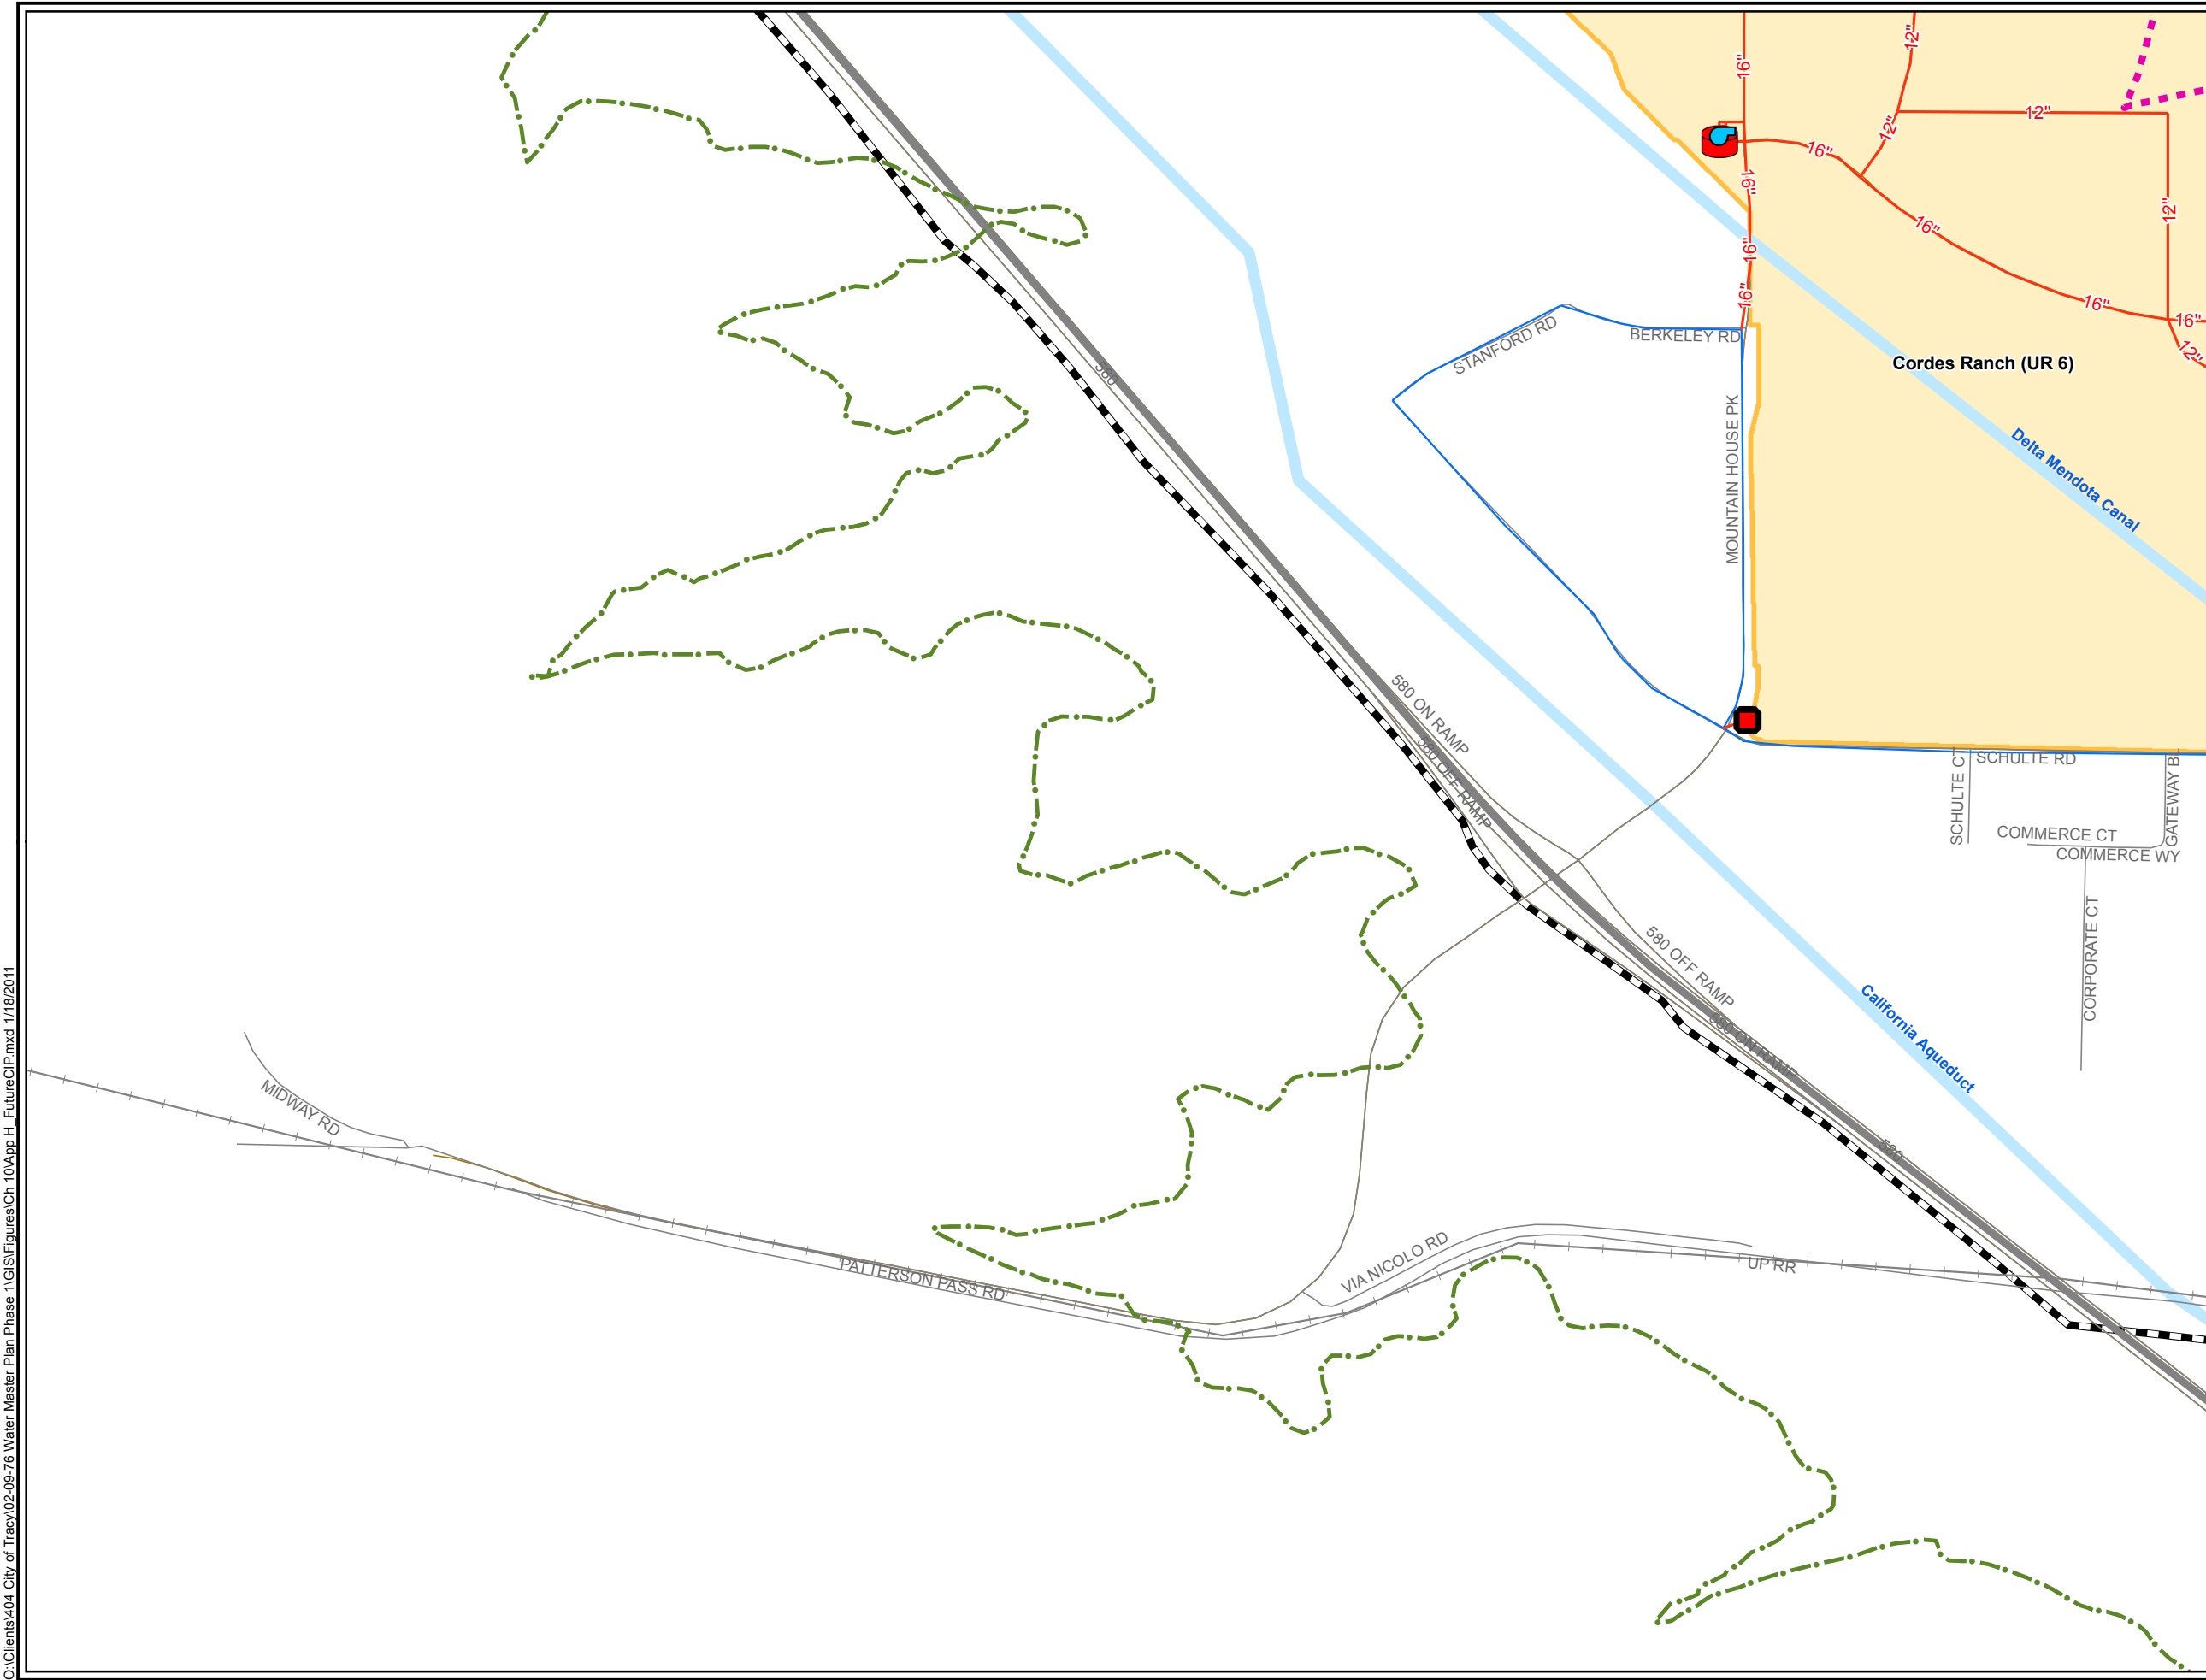 16"
12"
12"
12"
16"
16"
12"
16"
16"
16"
16"
16"
12"
STANFORD RD
BERKELEY RD
Cordes Ranch (UR 6)
580
MOUNTAIN HOUSE PK
Delta Mendota Canal
580 ON RAMP
580 OFF RAMP
SCHULTE RD
SCHULTE CT
GATEWAY BL
COMMERCE CT
COMMERCE WY
CORPORATE CT
580 OFF RAMP
580 ON RAMP
California Aqueduct
MIDWAY RD
580
VIA NICOLO RD
UP RR
PATTERSON PASS RD
O:\Clients\404 City of Tracy\02-09-76 Water Master Plan Phase 1\GIS\Figures\Ch 10\App H_ FutureCIP.mxd 1/18/2011